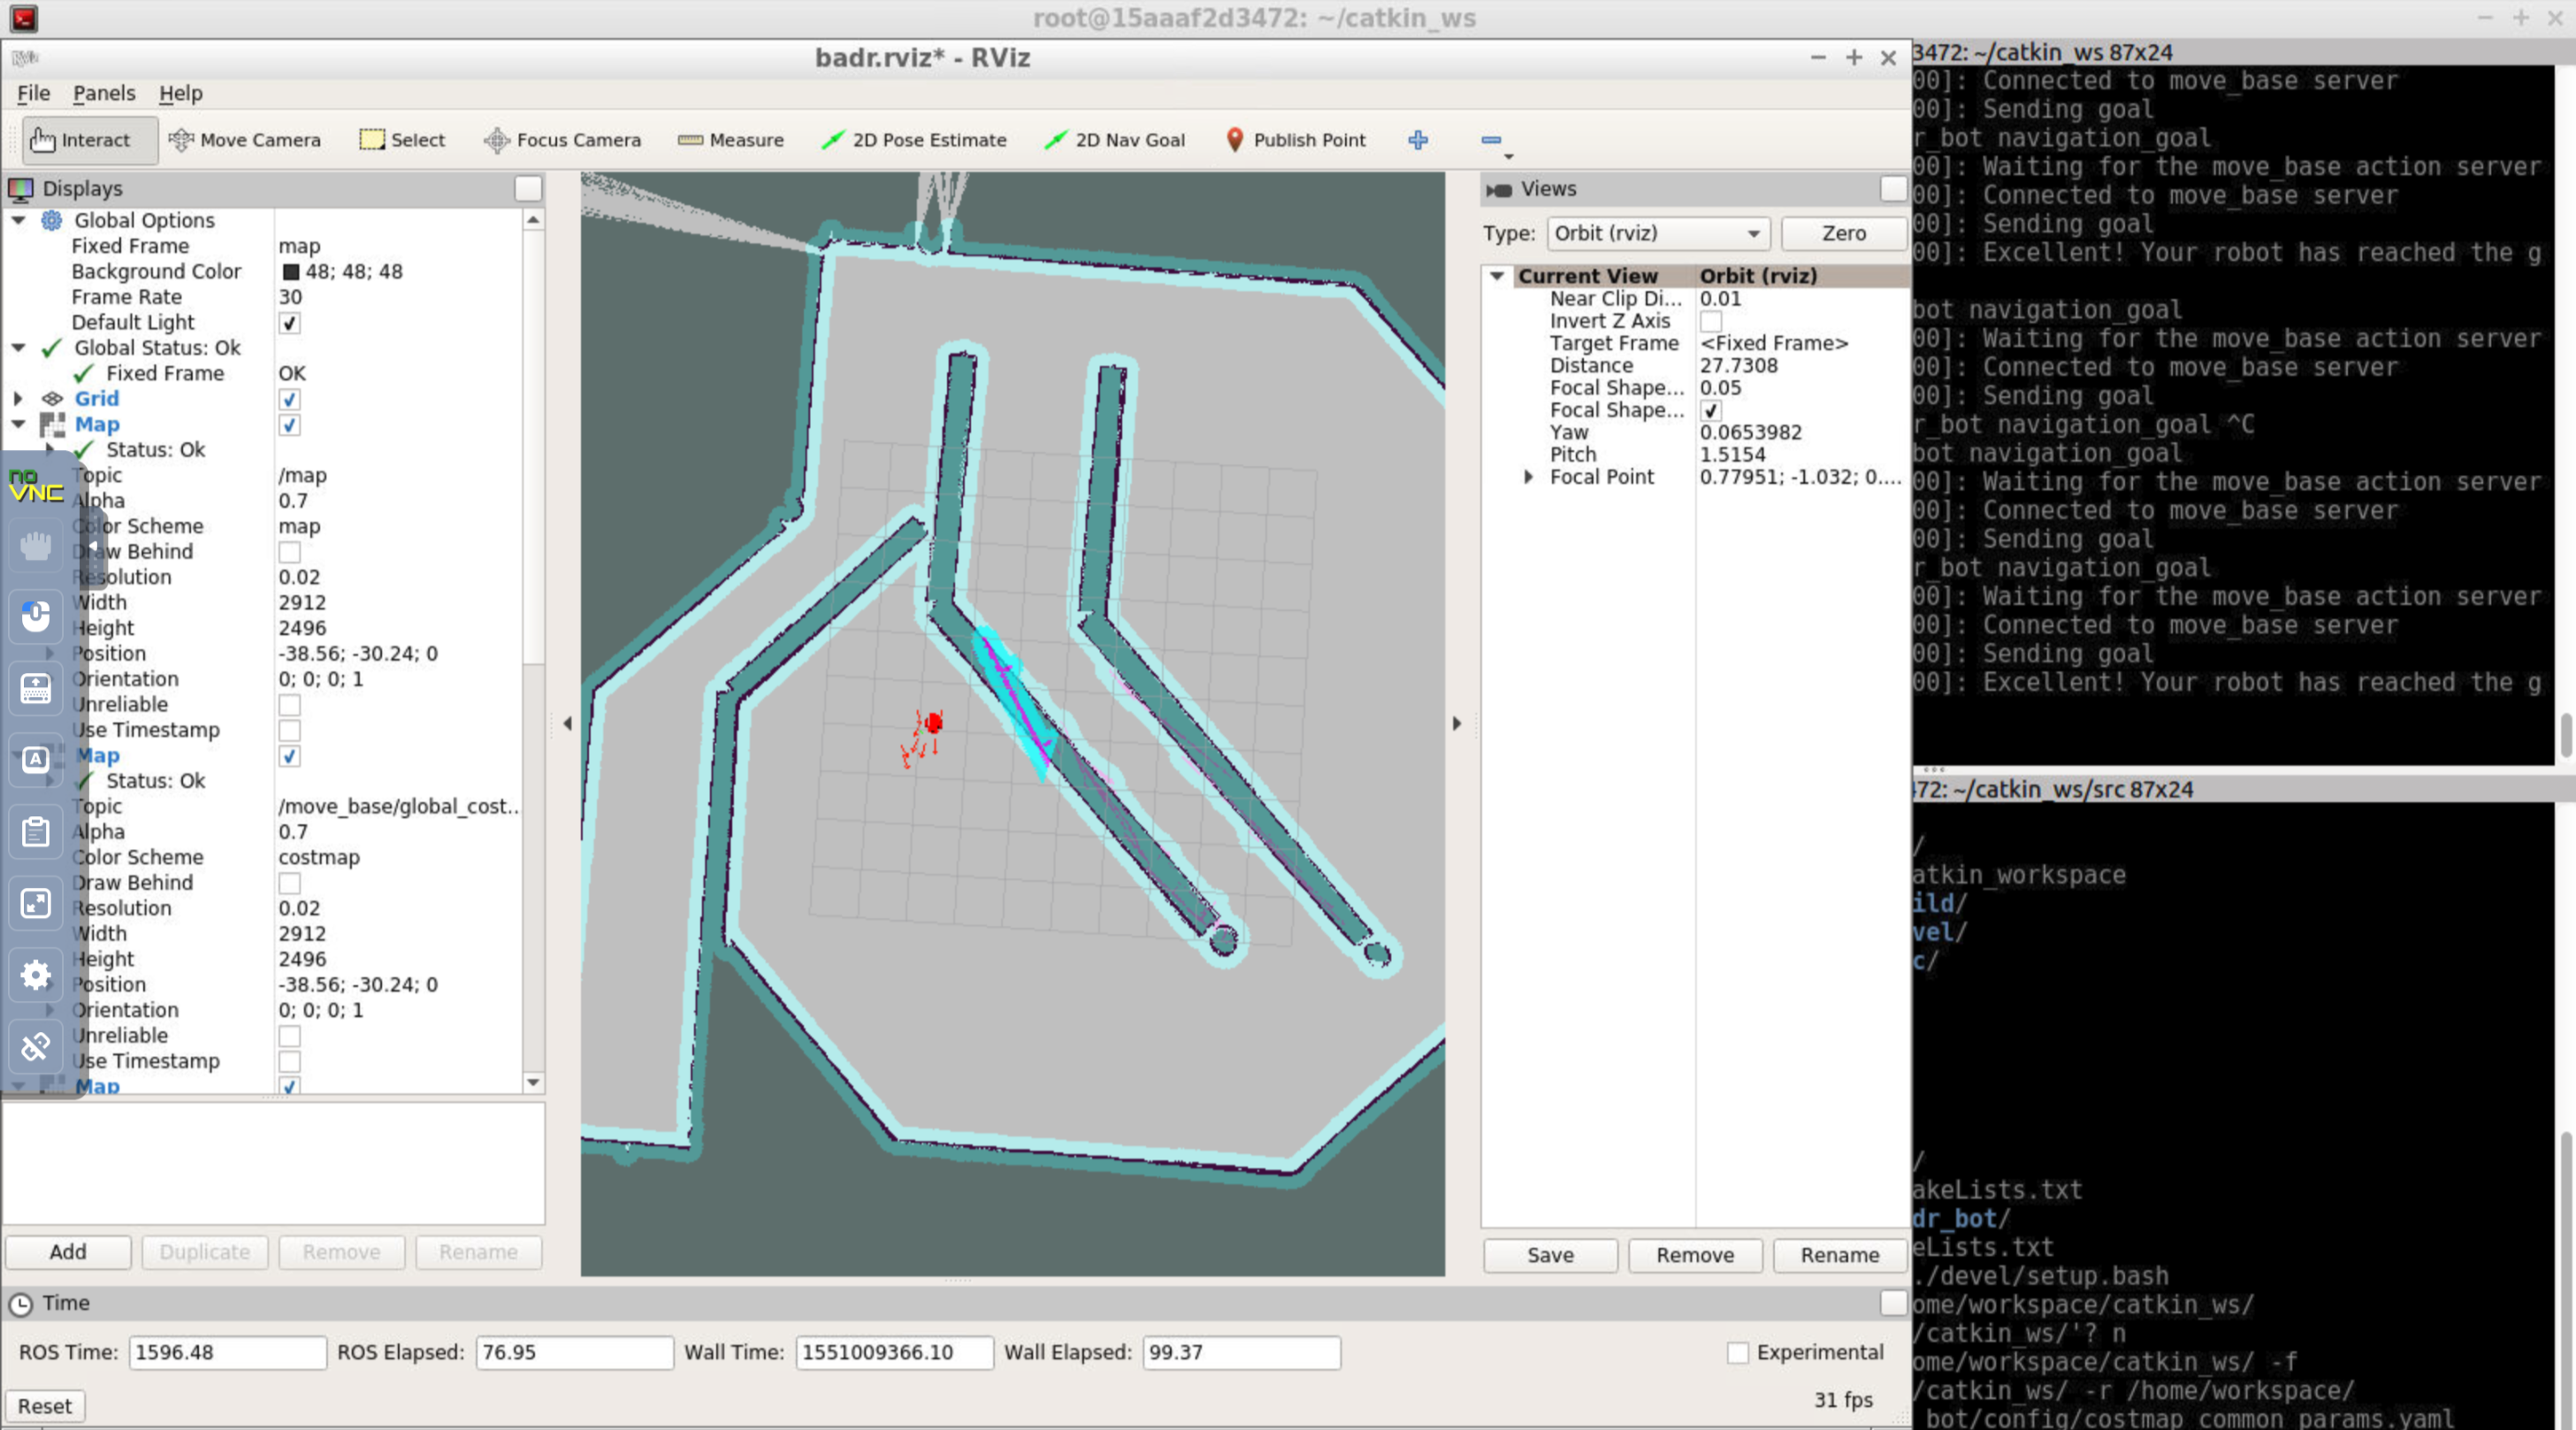 root@15aaaf2d3472: ~/catkin_ws
badr.rviz* - RViz
File Panels Help
Interact Move Camera Select Focus Camera Measure 2D Pose Estimate 2D Nav Goal Publish Point
Displays
Global Options
Fixed Frame map
Background Color 48; 48; 48
Frame Rate 30
Default Light
Global Status: Ok
Fixed Frame OK
Grid
Map
Status: Ok
Topic /map
Alpha 0.7
Color Scheme map
Draw Behind
Resolution 0.02
Width 2912
Height 2496
Position -38.56; -30.24; 0
Orientation 0; 0; 0; 1
Unreliable
Use Timestamp
Map
Status: Ok
Topic /move_base/global_cost...
Alpha 0.7
Color Scheme costmap
Draw Behind
Resolution 0.02
Width 2912
Height 2496
Position -38.56; -30.24; 0
Orientation 0; 0; 0; 1
Unreliable
Use Timestamp
Map
no
VNC
A
Add Duplicate Remove Rename
Views
Type: Orbit (rviz) Zero
Current View Orbit (rviz)
Near Clip Di... 0.01
Invert Z Axis
Target Frame <Fixed Frame>
Distance 27.7308
Focal Shape... 0.05
Focal Shape...
Yaw 0.0653982
Pitch 1.5154
Focal Point 0.77951; -1.032; 0....
Save Remove Rename
Time
ROS Time: 1596.48 ROS Elapsed: 76.95 Wall Time: 1551009366.10 Wall Elapsed: 99.37 Experimental
Reset 31 fps
3472: ~/catkin_ws 87x24
00]: Connected to move_base server
00]: Sending goal
r_bot navigation_goal
00]: Waiting for the move_base action server
00]: Connected to move_base server
00]: Sending goal
00]: Excellent! Your robot has reached the g
bot navigation_goal
00]: Waiting for the move_base action server
00]: Connected to move_base server
00]: Sending goal
r_bot navigation_goal ^C
bot navigation_goal
00]: Waiting for the move_base action server
00]: Connected to move_base server
00]: Sending goal
r_bot navigation_goal
00]: Waiting for the move_base action server
00]: Connected to move_base server
00]: Sending goal
00]: Excellent! Your robot has reached the g
72: ~/catkin_ws/src 87x24
/
atkin_workspace
ild/
vel/
c/
/
akeLists.txt
dr_bot/
eLists.txt
./devel/setup.bash
ome/workspace/catkin_ws/
/catkin_ws/'? n
ome/workspace/catkin_ws/ -f
/catkin_ws/ -r /home/workspace/
_bot/config/costmap_common_params.yaml